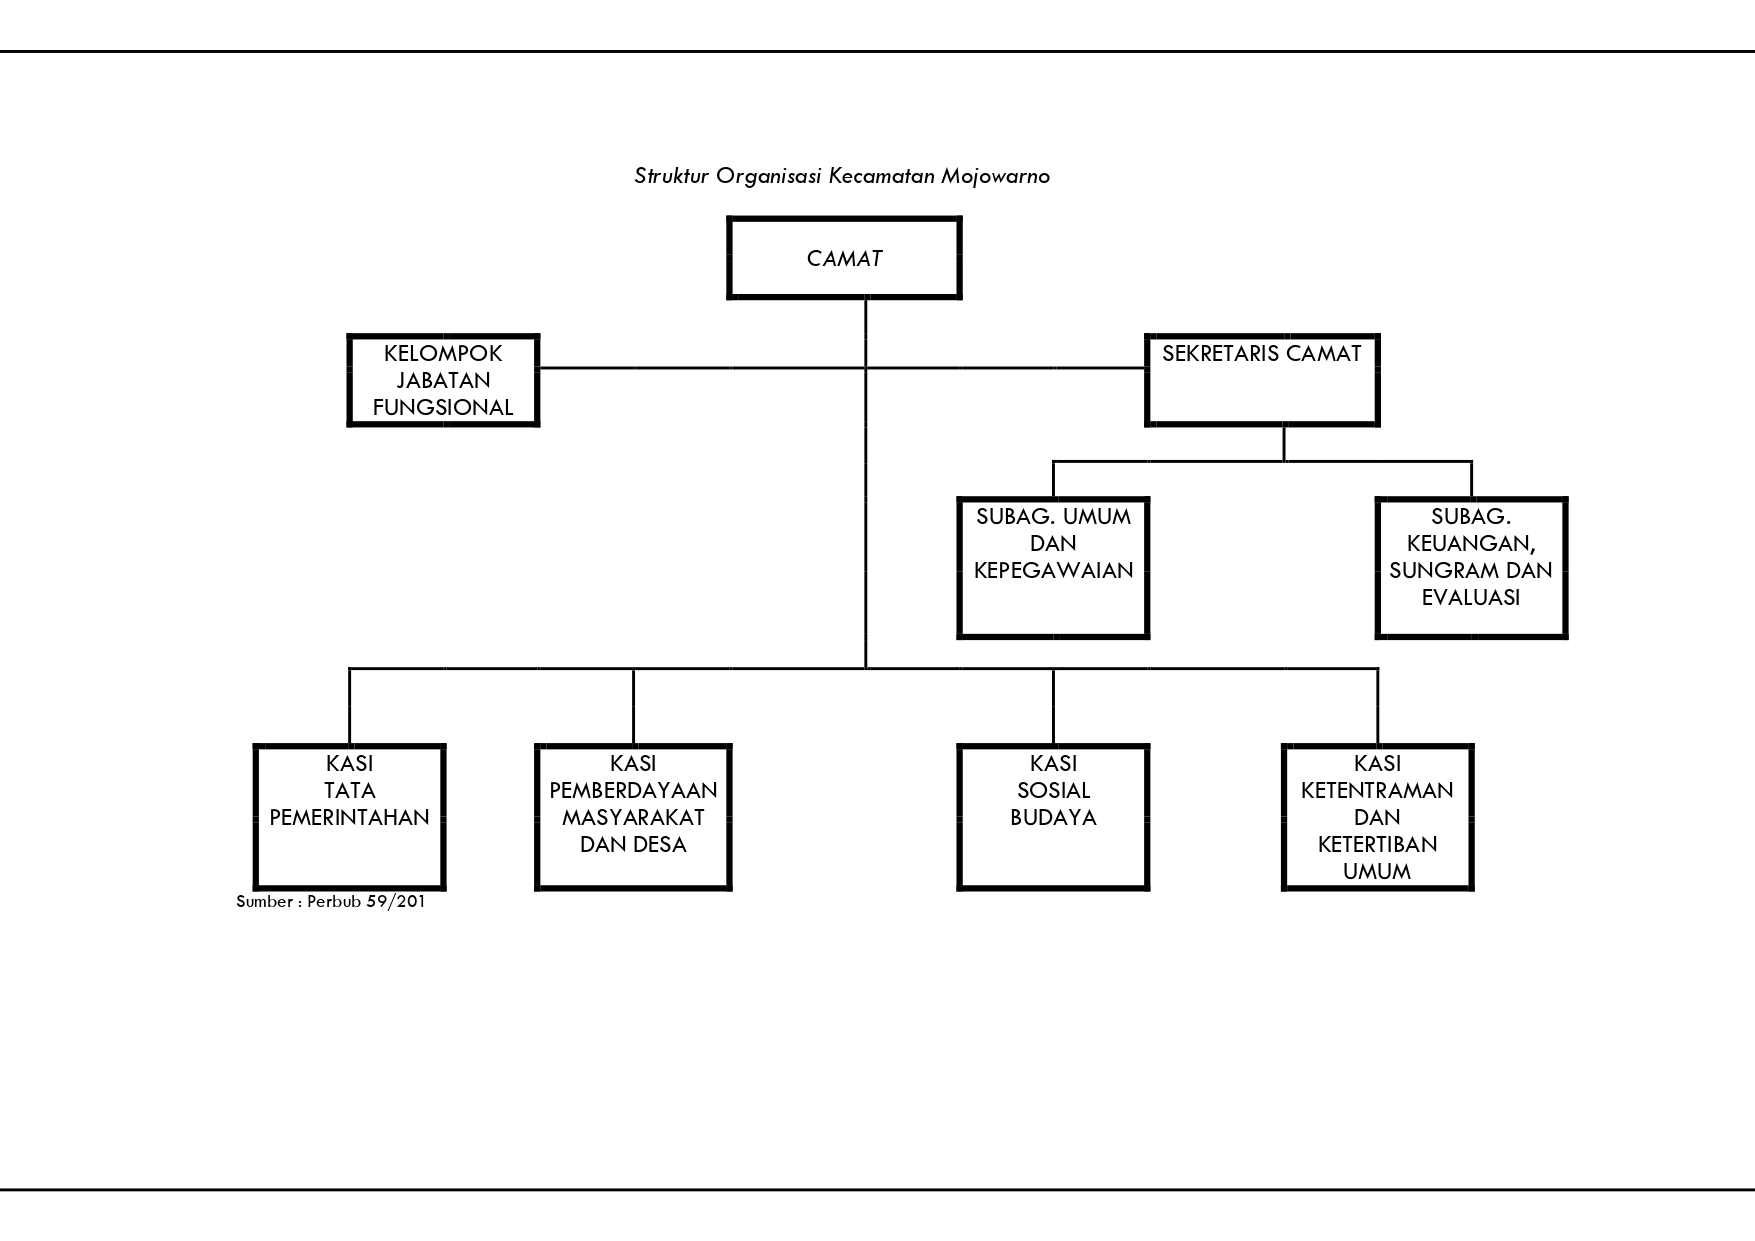 Struktur Organisasi Kecamatan Mojowarno
CAMAT
KELOMPOK
JABATAN
FUNGSIONAL
SEKRETARIS CAMAT
SUBAG. UMUM
DAN
KEPEGAWAIAN
SUBAG.
KEUANGAN,
SUNGRAM DAN
EVALUASI
KASI
TATA
PEMERINTAHAN
KASI
PEMBERDAYAAN
MASYARAKAT
DAN DESA
KASI
SOSIAL
BUDAYA
KASI
KETENTRAMAN
DAN
KETERTIBAN
UMUM
Sumber : Perbub 59/201